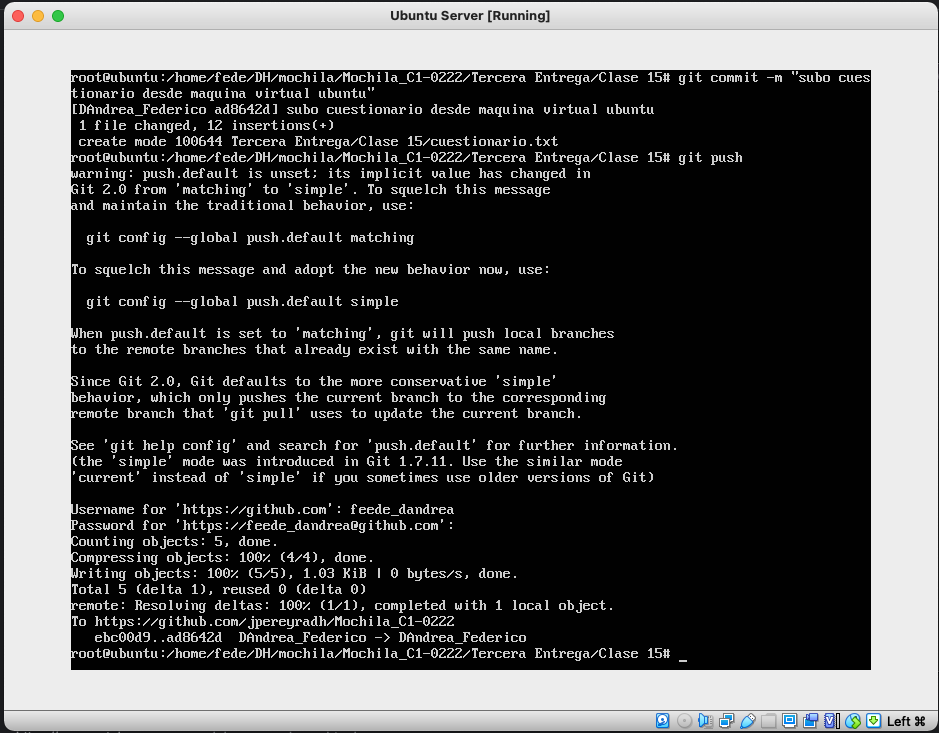 Ubuntu Server [Running]
root@ubuntu:/home/fede/DH/mochila/Mochila_C1-0222/Tercera Entrega/Clase 15# git commit -m "subo cues
tionario desde maquina virtual ubuntu"
[DAndrea_Federico ad8642d] subo cuestionario desde maquina virtual ubuntu
 1 file changed, 12 insertions(+)
 create mode 100644 Tercera Entrega/Clase 15/cuestionario.txt
root@ubuntu:/home/fede/DH/mochila/Mochila_C1-0222/Tercera Entrega/Clase 15# git push
warning: push.default is unset; its implicit value has changed in
Git 2.0 from 'matching' to 'simple'. To squelch this message
and maintain the traditional behavior, use:
  git config --global push.default matching
To squelch this message and adopt the new behavior now, use:
  git config --global push.default simple
When push.default is set to 'matching', git will push local branches
to the remote branches that already exist with the same name.
Since Git 2.0, Git defaults to the more conservative 'simple'
behavior, which only pushes the current branch to the corresponding
remote branch that 'git pull' uses to update the current branch.
See 'git help config' and search for 'push.default' for further information.
(the 'simple' mode was introduced in Git 1.7.11. Use the similar mode
'current' instead of 'simple' if you sometimes use older versions of Git)
Username for 'https://github.com': feede_dandrea
Password for 'https://feede_dandrea@github.com':
Counting objects: 5, done.
Compressing objects: 100% (4/4), done.
Writing objects: 100% (5/5), 1.03 KiB | 0 bytes/s, done.
Total 5 (delta 1), reused 0 (delta 0)
remote: Resolving deltas: 100% (1/1), completed with 1 local object.
To https://github.com/jpereyradh/Mochila_C1-0222
   ebc00d9..ad8642d  DAndrea_Federico -> DAndrea_Federico
root@ubuntu:/home/fede/DH/mochila/Mochila_C1-0222/Tercera Entrega/Clase 15# _
Left ⌘